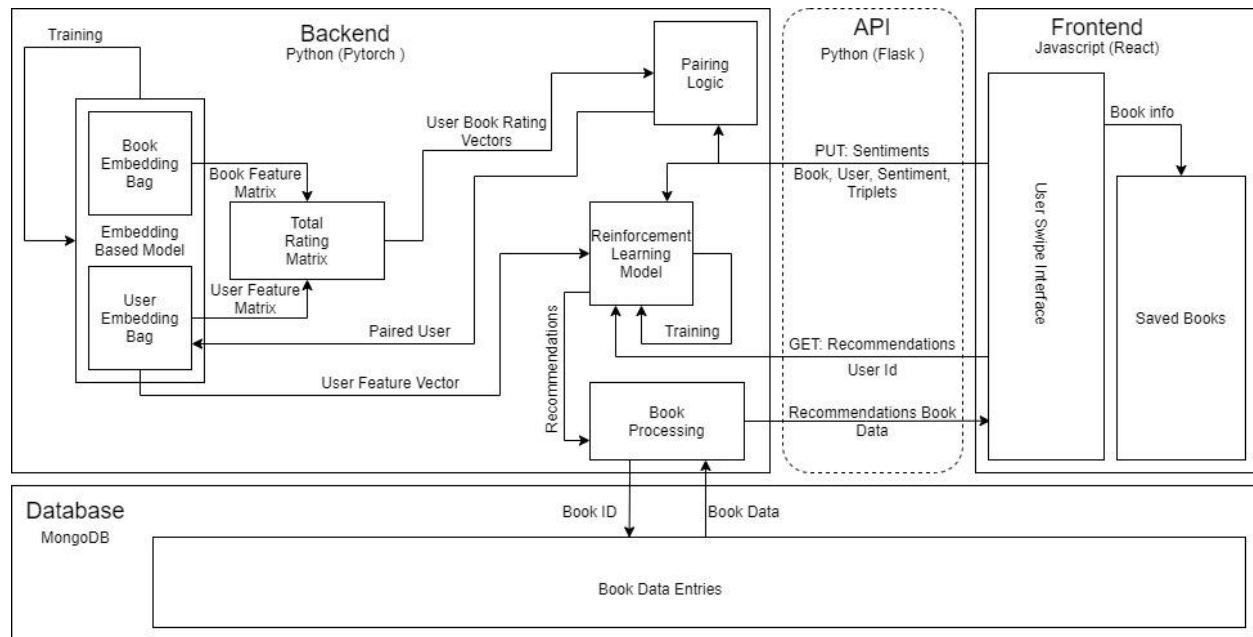 Backend
Python (Pytorch )
Training
Book
Embedding
Bag
Embedding
Based Model
User
Embedding
Bag
Book Feature
Matrix
Total
Rating
Matrix
User Feature
Matrix
User Book Rating
Vectors
Pairing
Logic
Reinforcement
Learning
Model
Training
Paired User
User Feature Vector
Recommendations
Book
Processing
API
Python (Flask )
PUT: Sentiments
Book, User, Sentiment,
Triplets
GET: Recommendations
User Id
Recommendations Book
Data
Frontend
Javascript (React)
User Swipe Interface
Book info
Saved Books
Database
MongoDB
Book ID
Book Data
Book Data Entries